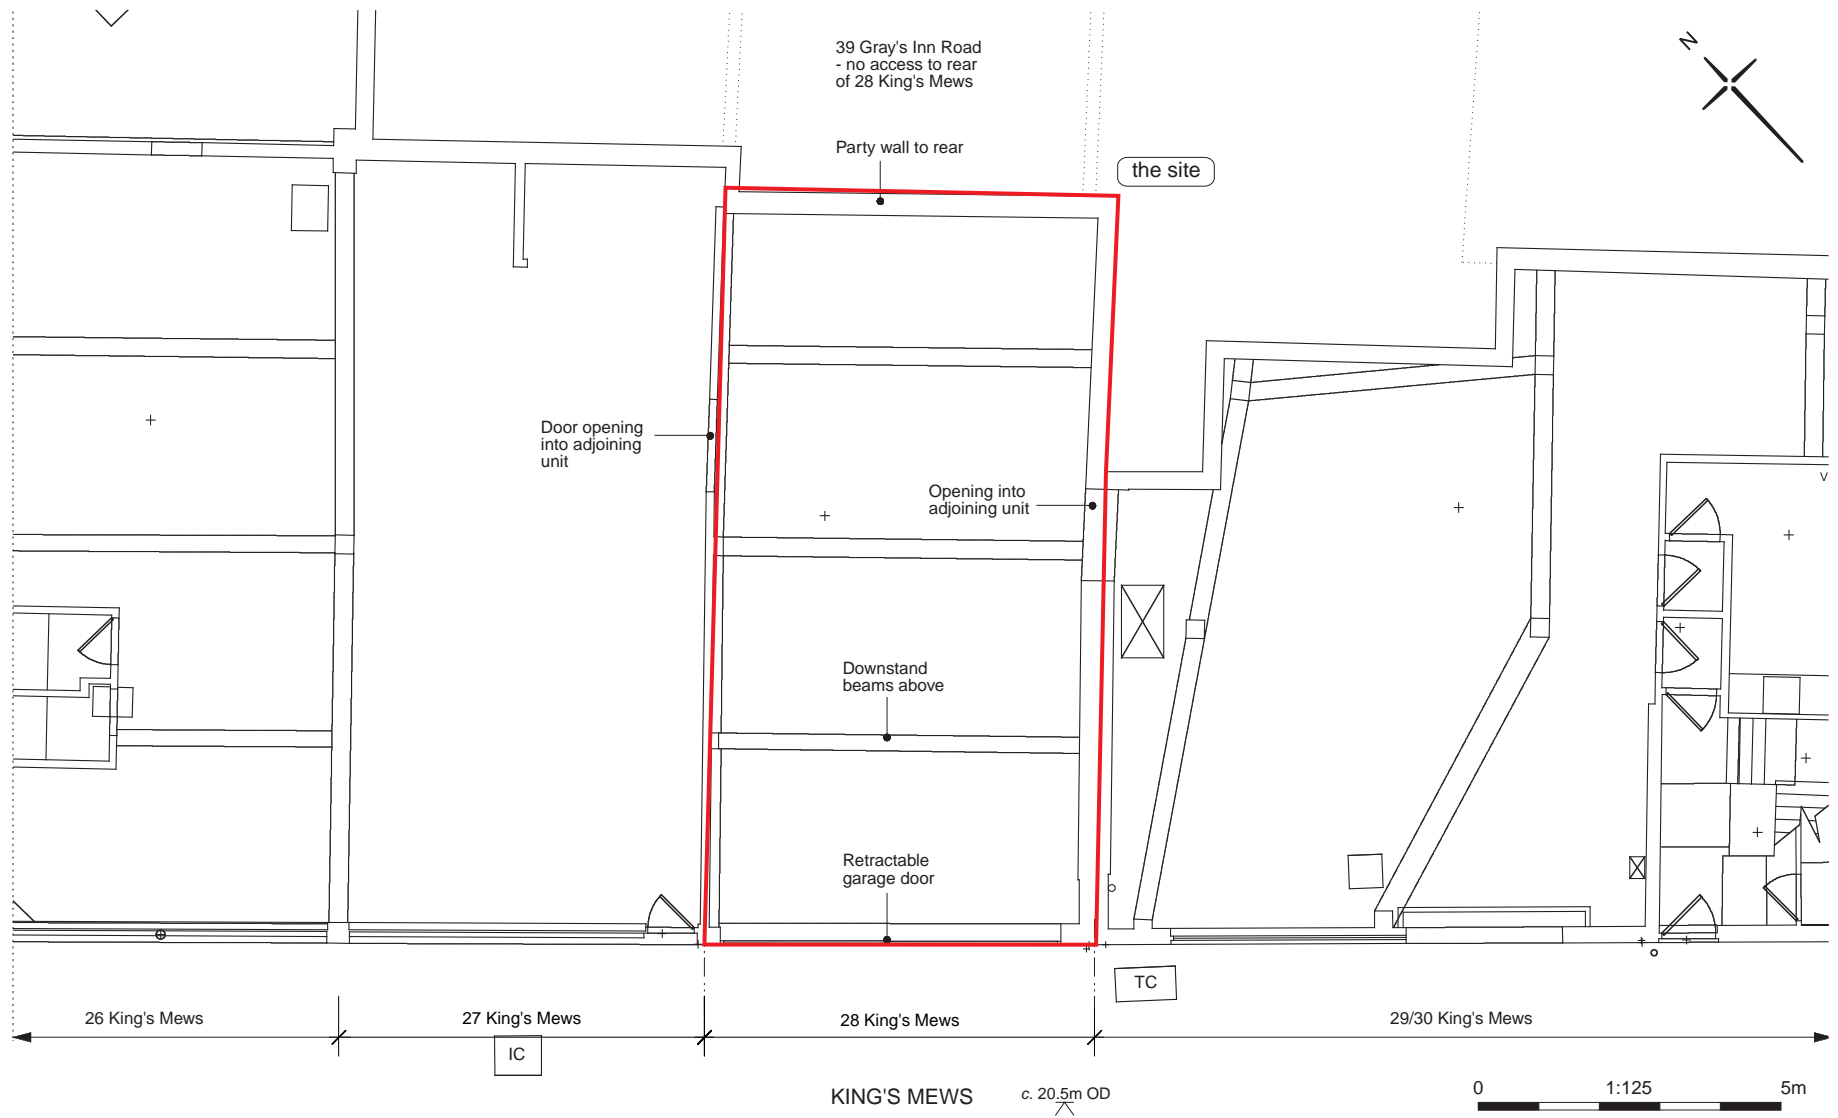 39 Gray's Inn Road
- no access to rear
of 28 King's Mews
N
Party wall to rear
the site
Door opening
into adjoining
unit
Opening into
adjoining unit
V
Downstand
beams above
Retractable
garage door
TC
26 King's Mews
27 King's Mews
28 King's Mews
29/30 King's Mews
IC
KING'S MEWS
c. 20.5m OD
0 1:125 5m